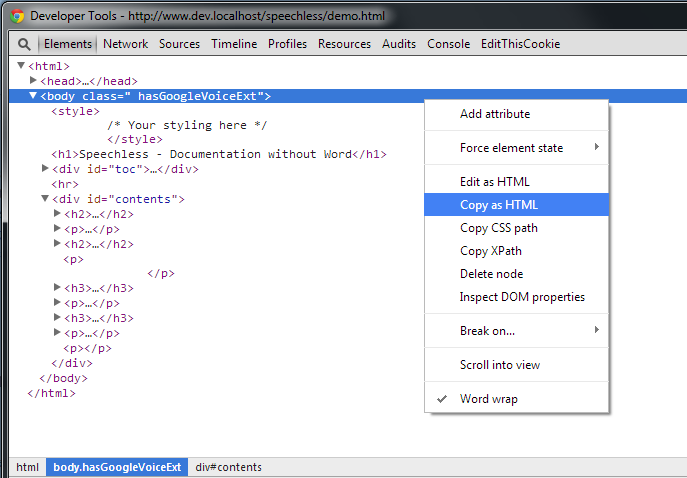 Developer Tools - http://www.dev.localhost/speechless/demo.html
Elements Network Sources Timeline Profiles Resources Audits Console EditThisCookie
▼<html>
▶<head>…</head>
▼<body class=" hasGoogleVoiceExt">
<style>
/* Your styling here */
</style>
<h1>Speechless - Documentation without Word</h1>
▶<div id="toc">…</div>
<hr>
▼<div id="contents">
▶<h2>…</h2>
▶<p>…</p>
▶<h2>…</h2>
<p>
</p>
▶<h3>…</h3>
▶<p>…</p>
▶<h3>…</h3>
▶<p>…</p>
<p></p>
</div>
</body>
</html>
Add attribute
Force element state
Edit as HTML
Copy as HTML
Copy CSS path
Copy XPath
Delete node
Inspect DOM properties
Break on...
Scroll into view
✓ Word wrap
html body.hasGoogleVoiceExt div#contents